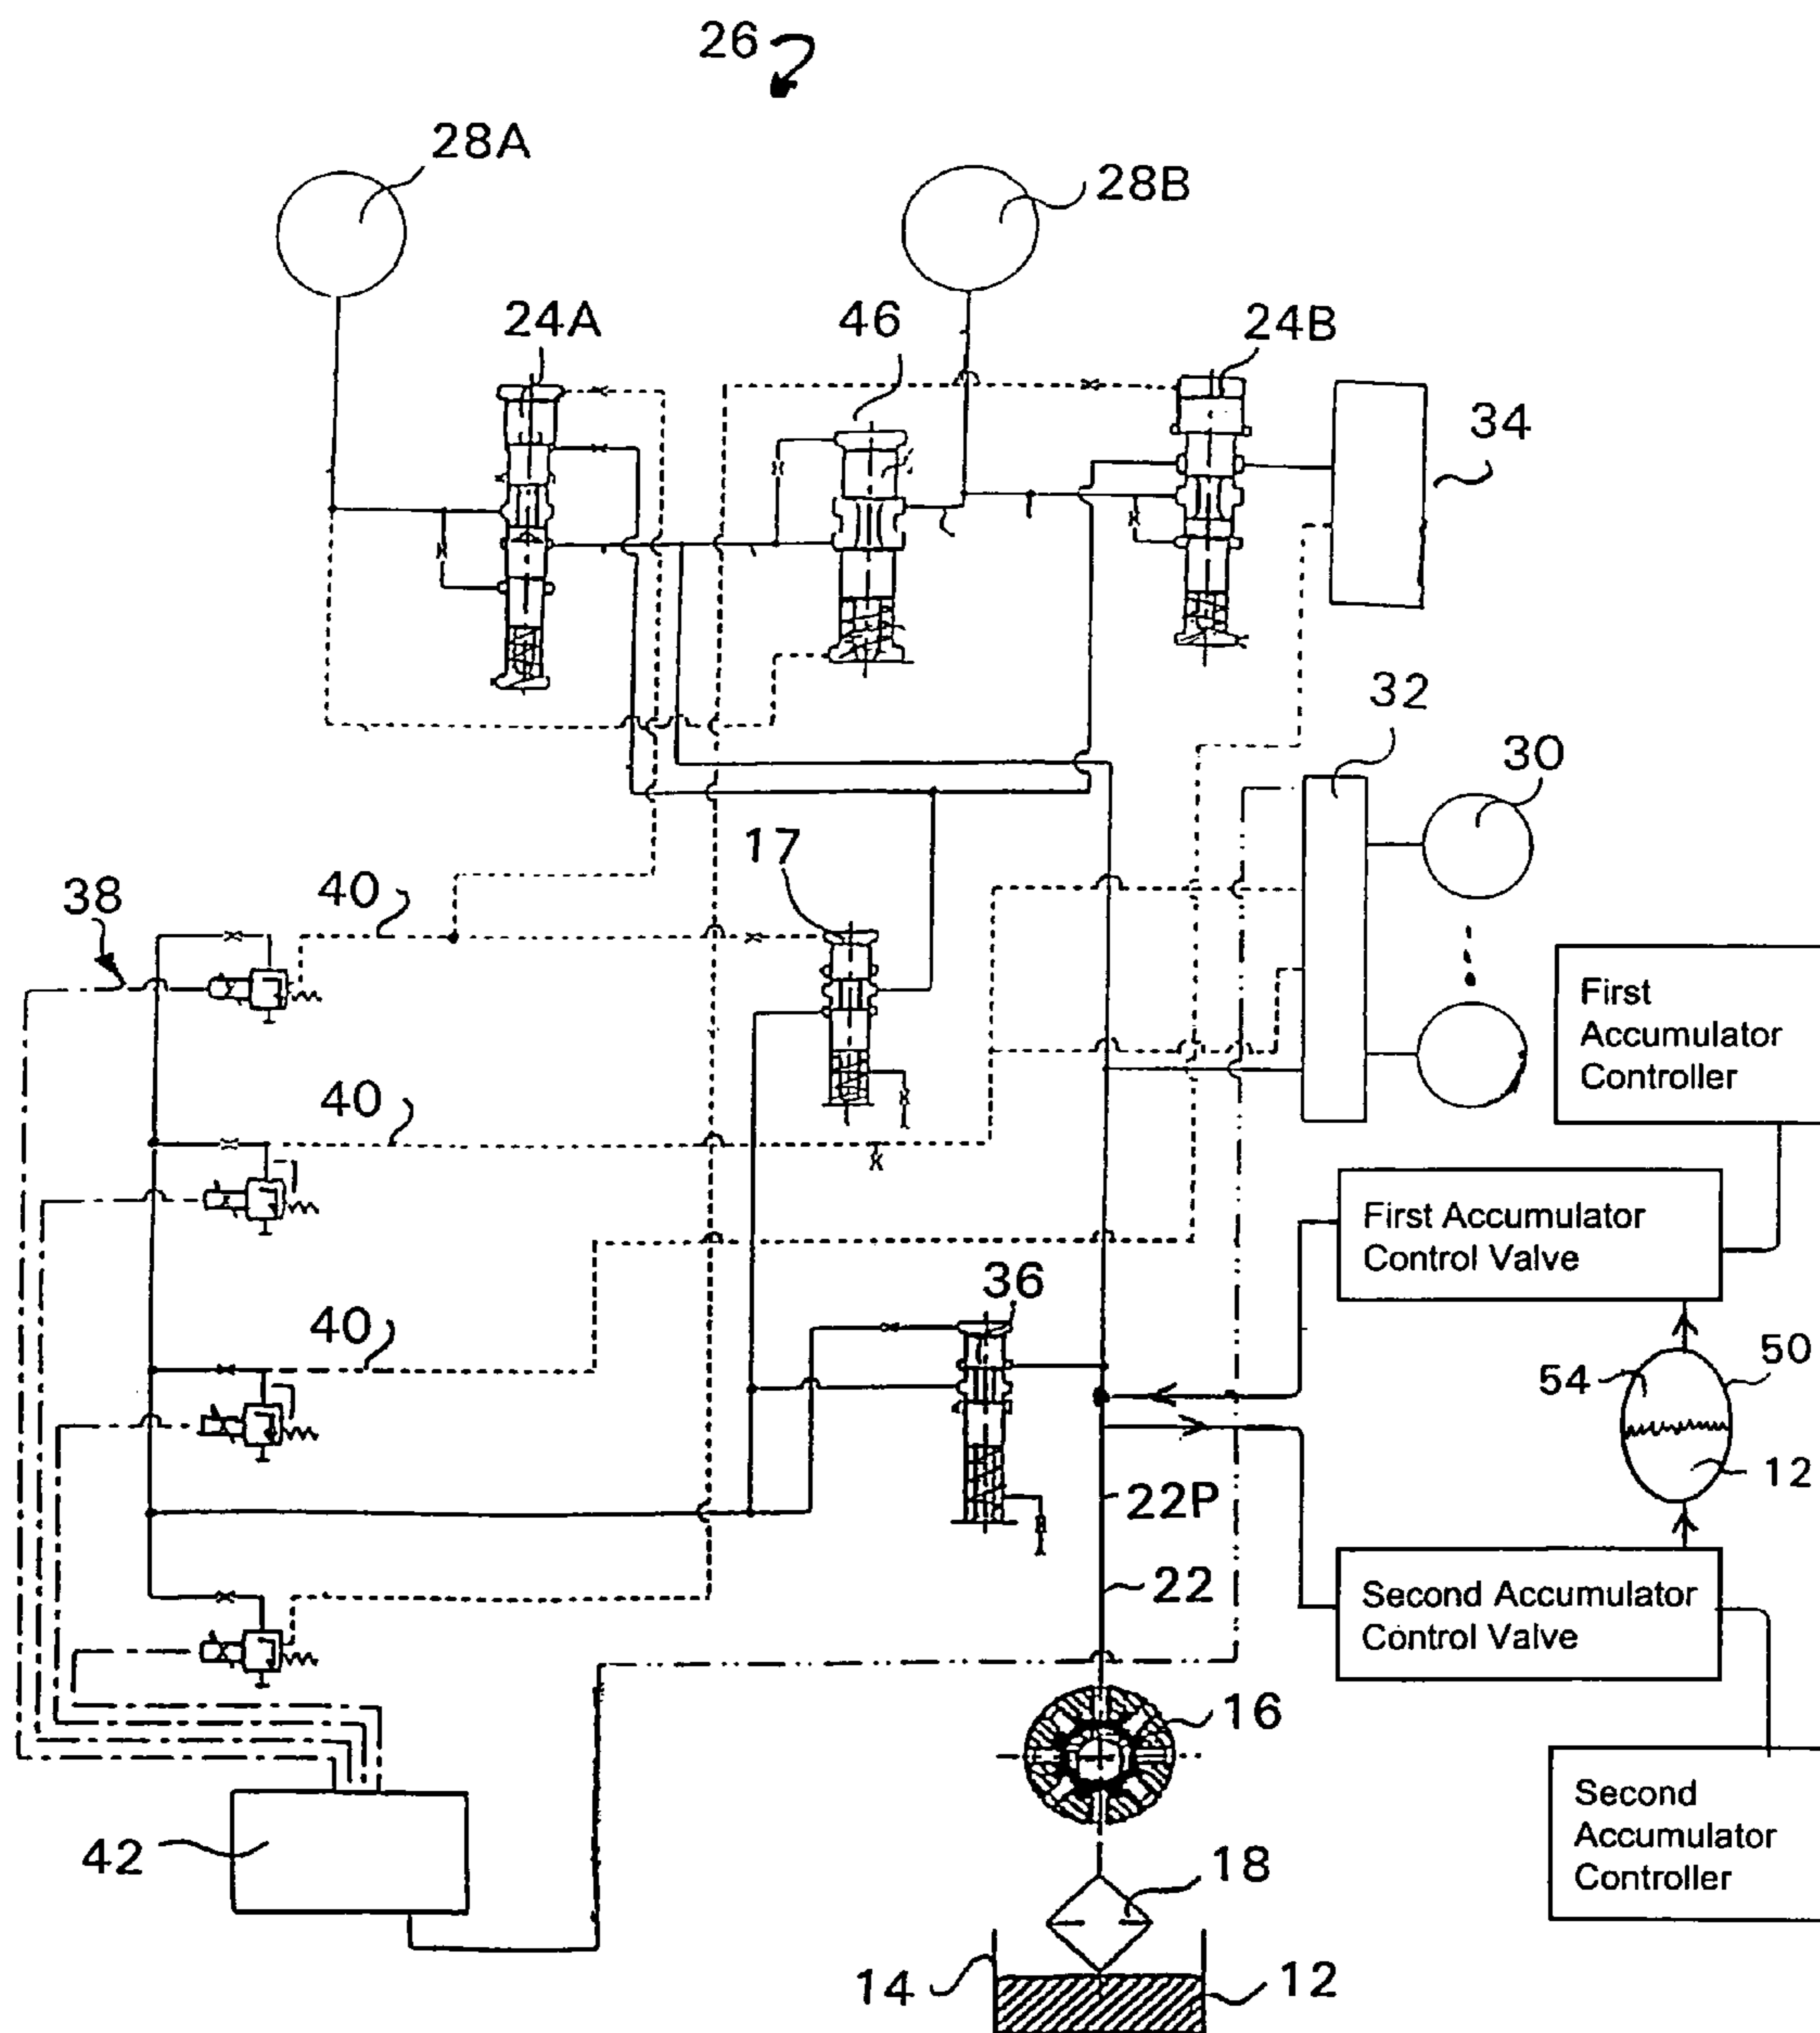 26
28A
28B
24A
46
24B
34
32
30
17
38
40
First
Accumulator
Controller
40
First Accumulator
Control Valve
36
40
54
50
12
22P
22
Second Accumulator
Control Valve
16
Second
Accumulator
Controller
42
18
14
12